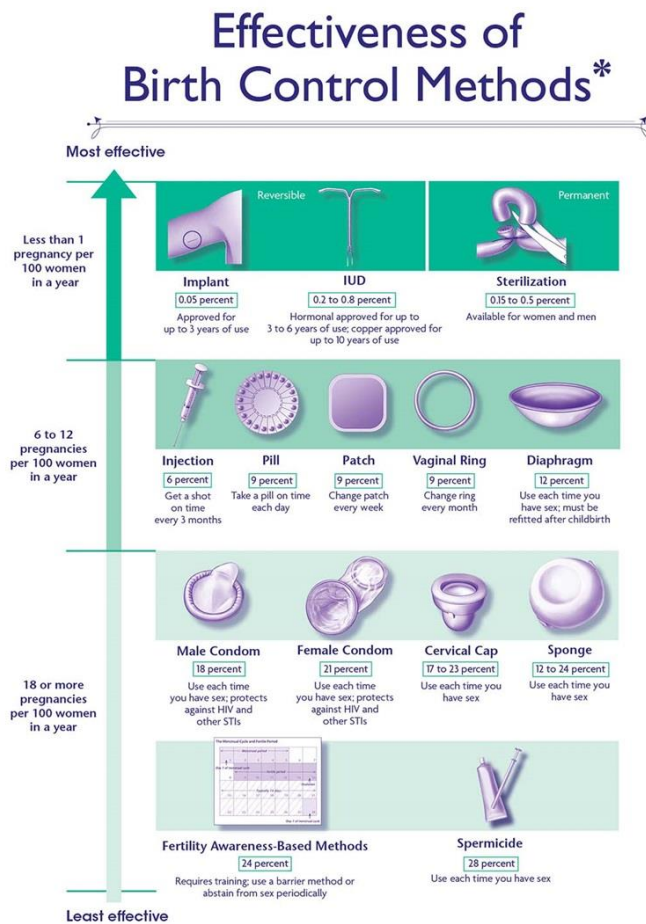 Effectiveness of
Birth Control Methods*
Most effective
Less than 1
pregnancy per
100 women
in a year
Reversible
Permanent
Implant
0.05 percent
Approved for
up to 3 years of use
IUD
0.2 to 0.8 percent
Hormonal approved for up to
3 to 6 years of use; copper approved for
up to 10 years of use
Sterilization
0.15 to 0.5 percent
Available for women and men
6 to 12
pregnancies
per 100 women
in a year
Injection
6 percent
Get a shot
on time
every 3 months
Pill
9 percent
Take a pill on time
each day
Patch
9 percent
Change patch
every week
Vaginal Ring
9 percent
Change ring
every month
Diaphragm
12 percent
Use each time you
have sex; must be
refitted after childbirth
18 or more
pregnancies
per 100 women
in a year
Male Condom
18 percent
Use each time
you have sex; protects
against HIV and
other STIs
Female Condom
21 percent
Use each time
you have sex; protects
against HIV and
other STIs
Cervical Cap
17 to 23 percent
Use each time you
have sex
Sponge
12 to 24 percent
Use each time you
have sex
The Menstrual Cycle and Fertile Period
Fertility Awareness-Based Methods
24 percent
Requires training; use a barrier method or
abstain from sex periodically
Spermicide
28 percent
Use each time you have sex
Least effective